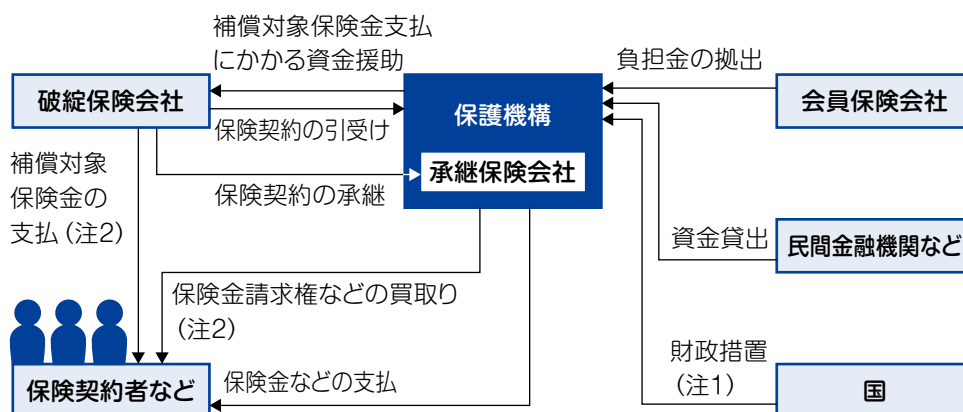 補償対象保険金支払
にかかる資金援助
負担金の拠出
破綻保険会社
保護機構
会員保険会社
保険契約の引受け
補償対象
保険金の
支払(注2)
承継保険会社
保険契約の承継
資金貸出
民間金融機関など
保険金請求権などの買取り
(注2)
財政措置
(注1)
保険契約者など
保険金などの支払
国